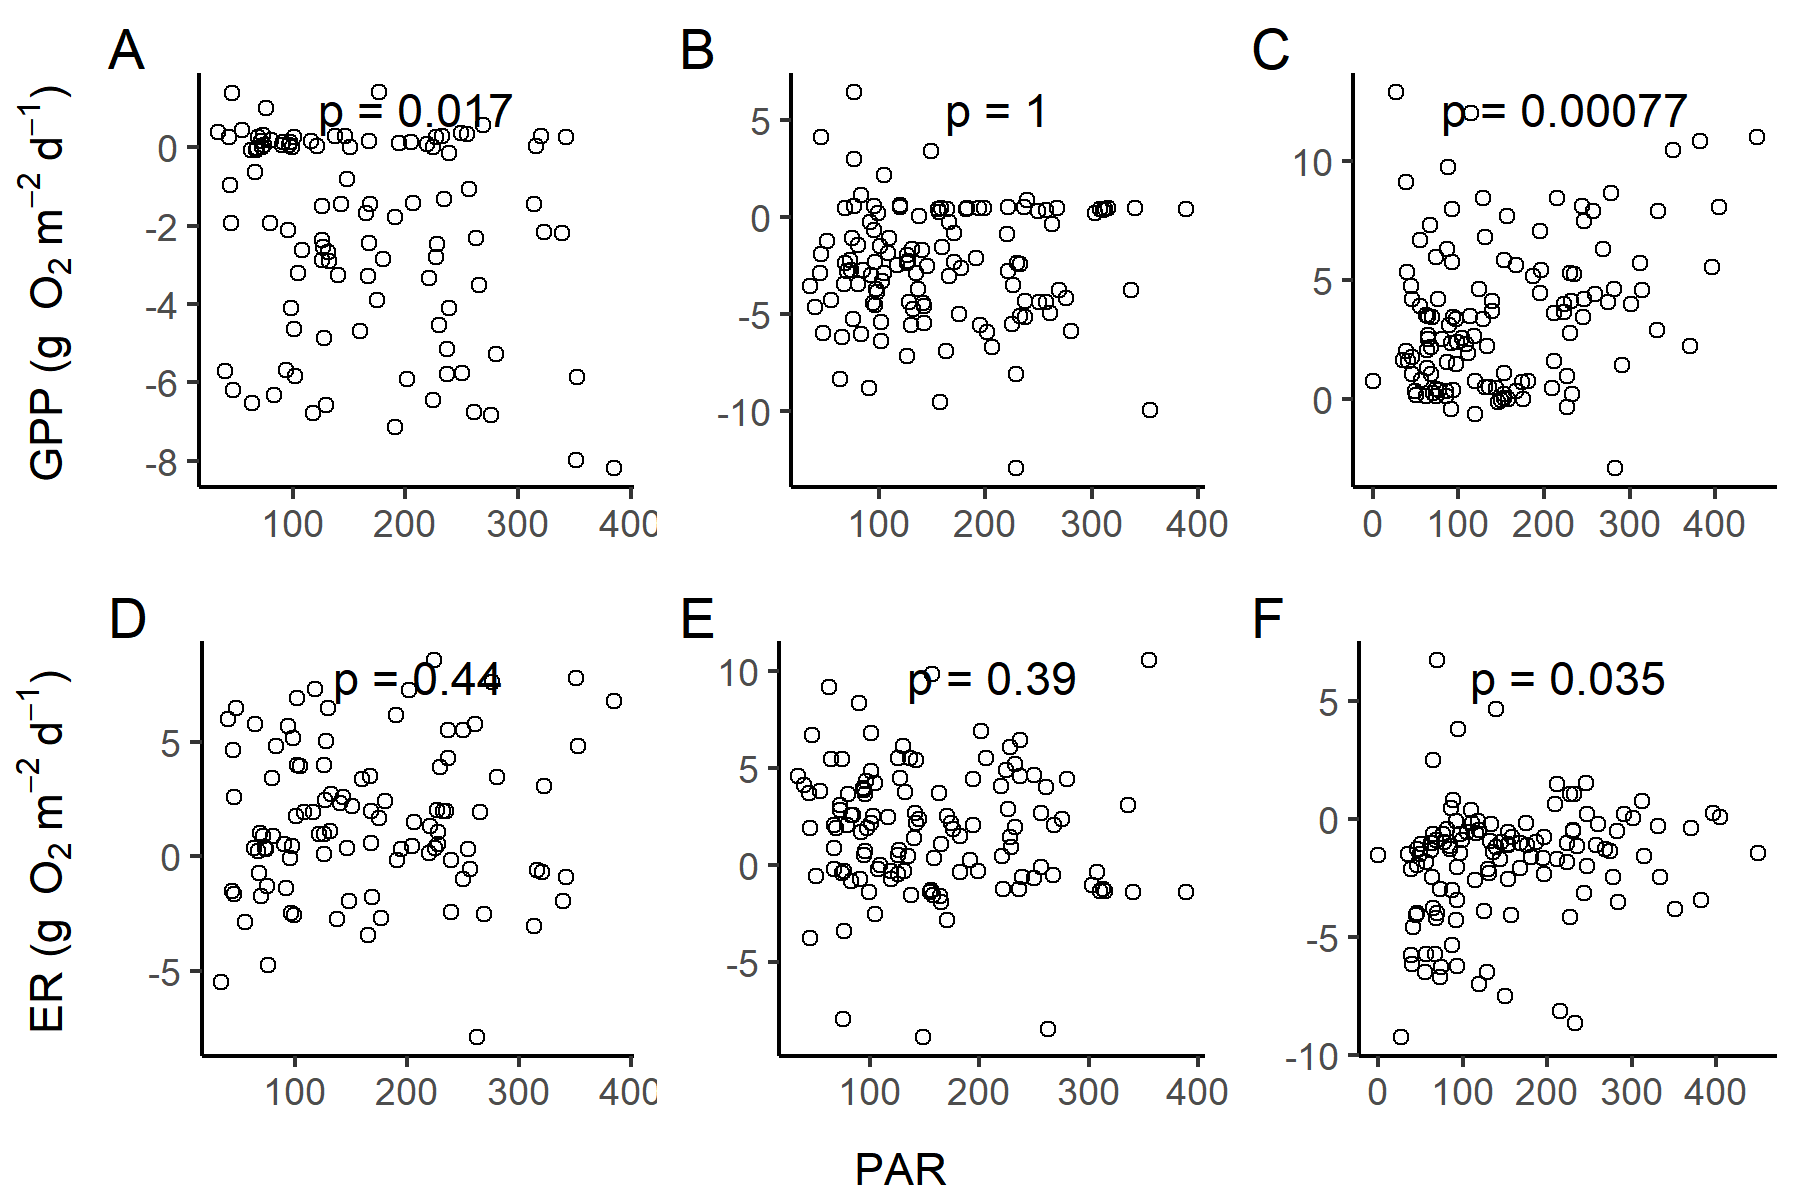 A
B
C
GPP (g O₂ m⁻² d⁻¹)
p = 0.017
p = 1
p = 0.00077
0
-2
-4
-6
-8
5
0
-5
-10
10
5
0
100 200 300 400
100 200 300 400
0 100 200 300 400
D
E
F
ER (g O₂ m⁻² d⁻¹)
p = 0.44
p = 0.39
p = 0.035
5
0
-5
10
5
0
-5
5
0
-5
-10
100 200 300 400
100 200 300 400
0 100 200 300 400
PAR